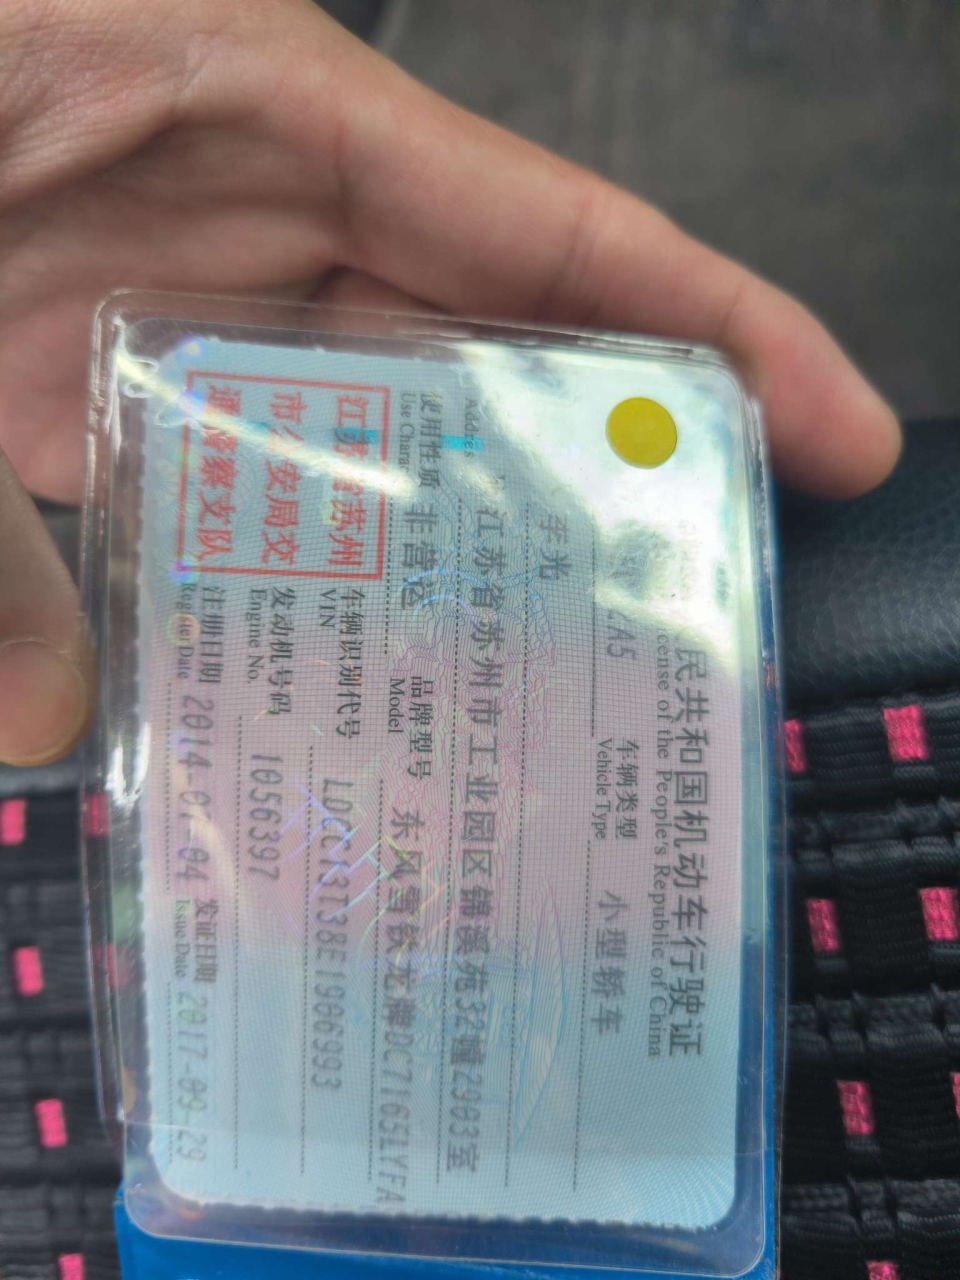 民共和国机动车行驶证
icense of the People's Republic of China
2A5
车辆类型 小型轿车
Vehicle Type
李光
Address
江苏省苏州市工业园区韩溪苑32幢2903室
使用性质 非营运
Use Charac
品牌型号 东风雪铁龙牌DC7165LYFA
Model
江苏省苏州
市公安局交
通警察支队
车辆识别代号
VIN
发动机号码 1056397
Engine No.
注册日期 2014-01-04 发证日期 2017-09-29
Register Date Issue Date